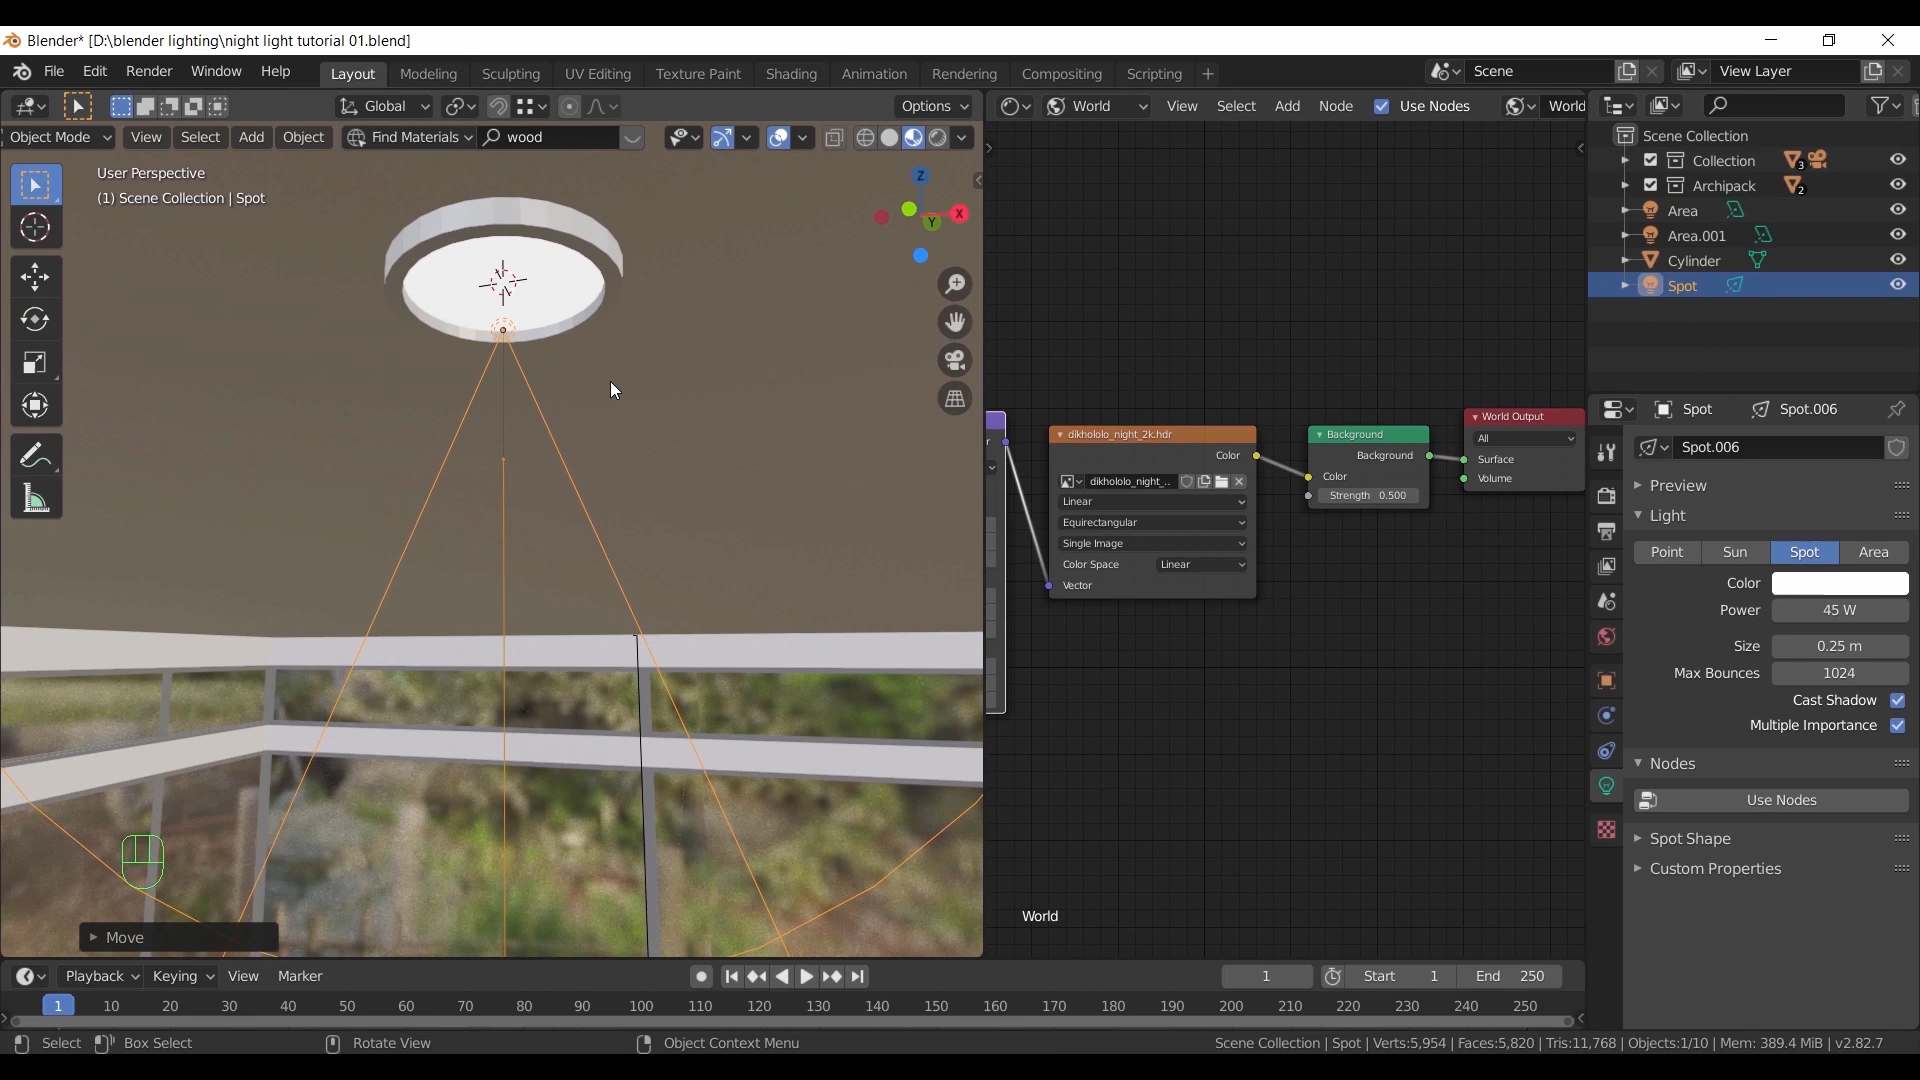 Blender* [D:\blender lighting\night light tutorial 01.blend]
File Edit Render Window Help
Layout Modeling Sculpting UV Editing Texture Paint Shading Animation Rendering Compositing Scripting +
Scene
View Layer
Global
Options
World View Select Add Node Use Nodes World
Object Mode View Select Add Object Find Materials wood
User Perspective
(1) Scene Collection | Spot
Z
X
Y
Move
dikhololo_night_2k.hdr
Color
dikhololo_night_..
Linear
Equirectangular
Single Image
Color Space Linear
Vector
Background
Background
Color
Strength 0.500
World Output
All
Surface
Volume
World
Scene Collection
Collection 3
Archipack 2
Area
Area.001
Cylinder
Spot
Spot Spot.006
Spot.006
Preview
Light
Point Sun Spot Area
Color
Power 45 W
Size 0.25 m
Max Bounces 1024
Cast Shadow
Multiple Importance
Nodes
Use Nodes
Spot Shape
Custom Properties
Playback Keying View Marker
1 Start 1 End 250
1 10 20 30 40 50 60 70 80 90 100 110 120 130 140 150 160 170 180 190 200 210 220 230 240 250
Select Box Select Rotate View Object Context Menu
Scene Collection | Spot | Verts:5,954 | Faces:5,820 | Tris:11,768 | Objects:1/10 | Mem: 389.4 MiB | v2.82.7